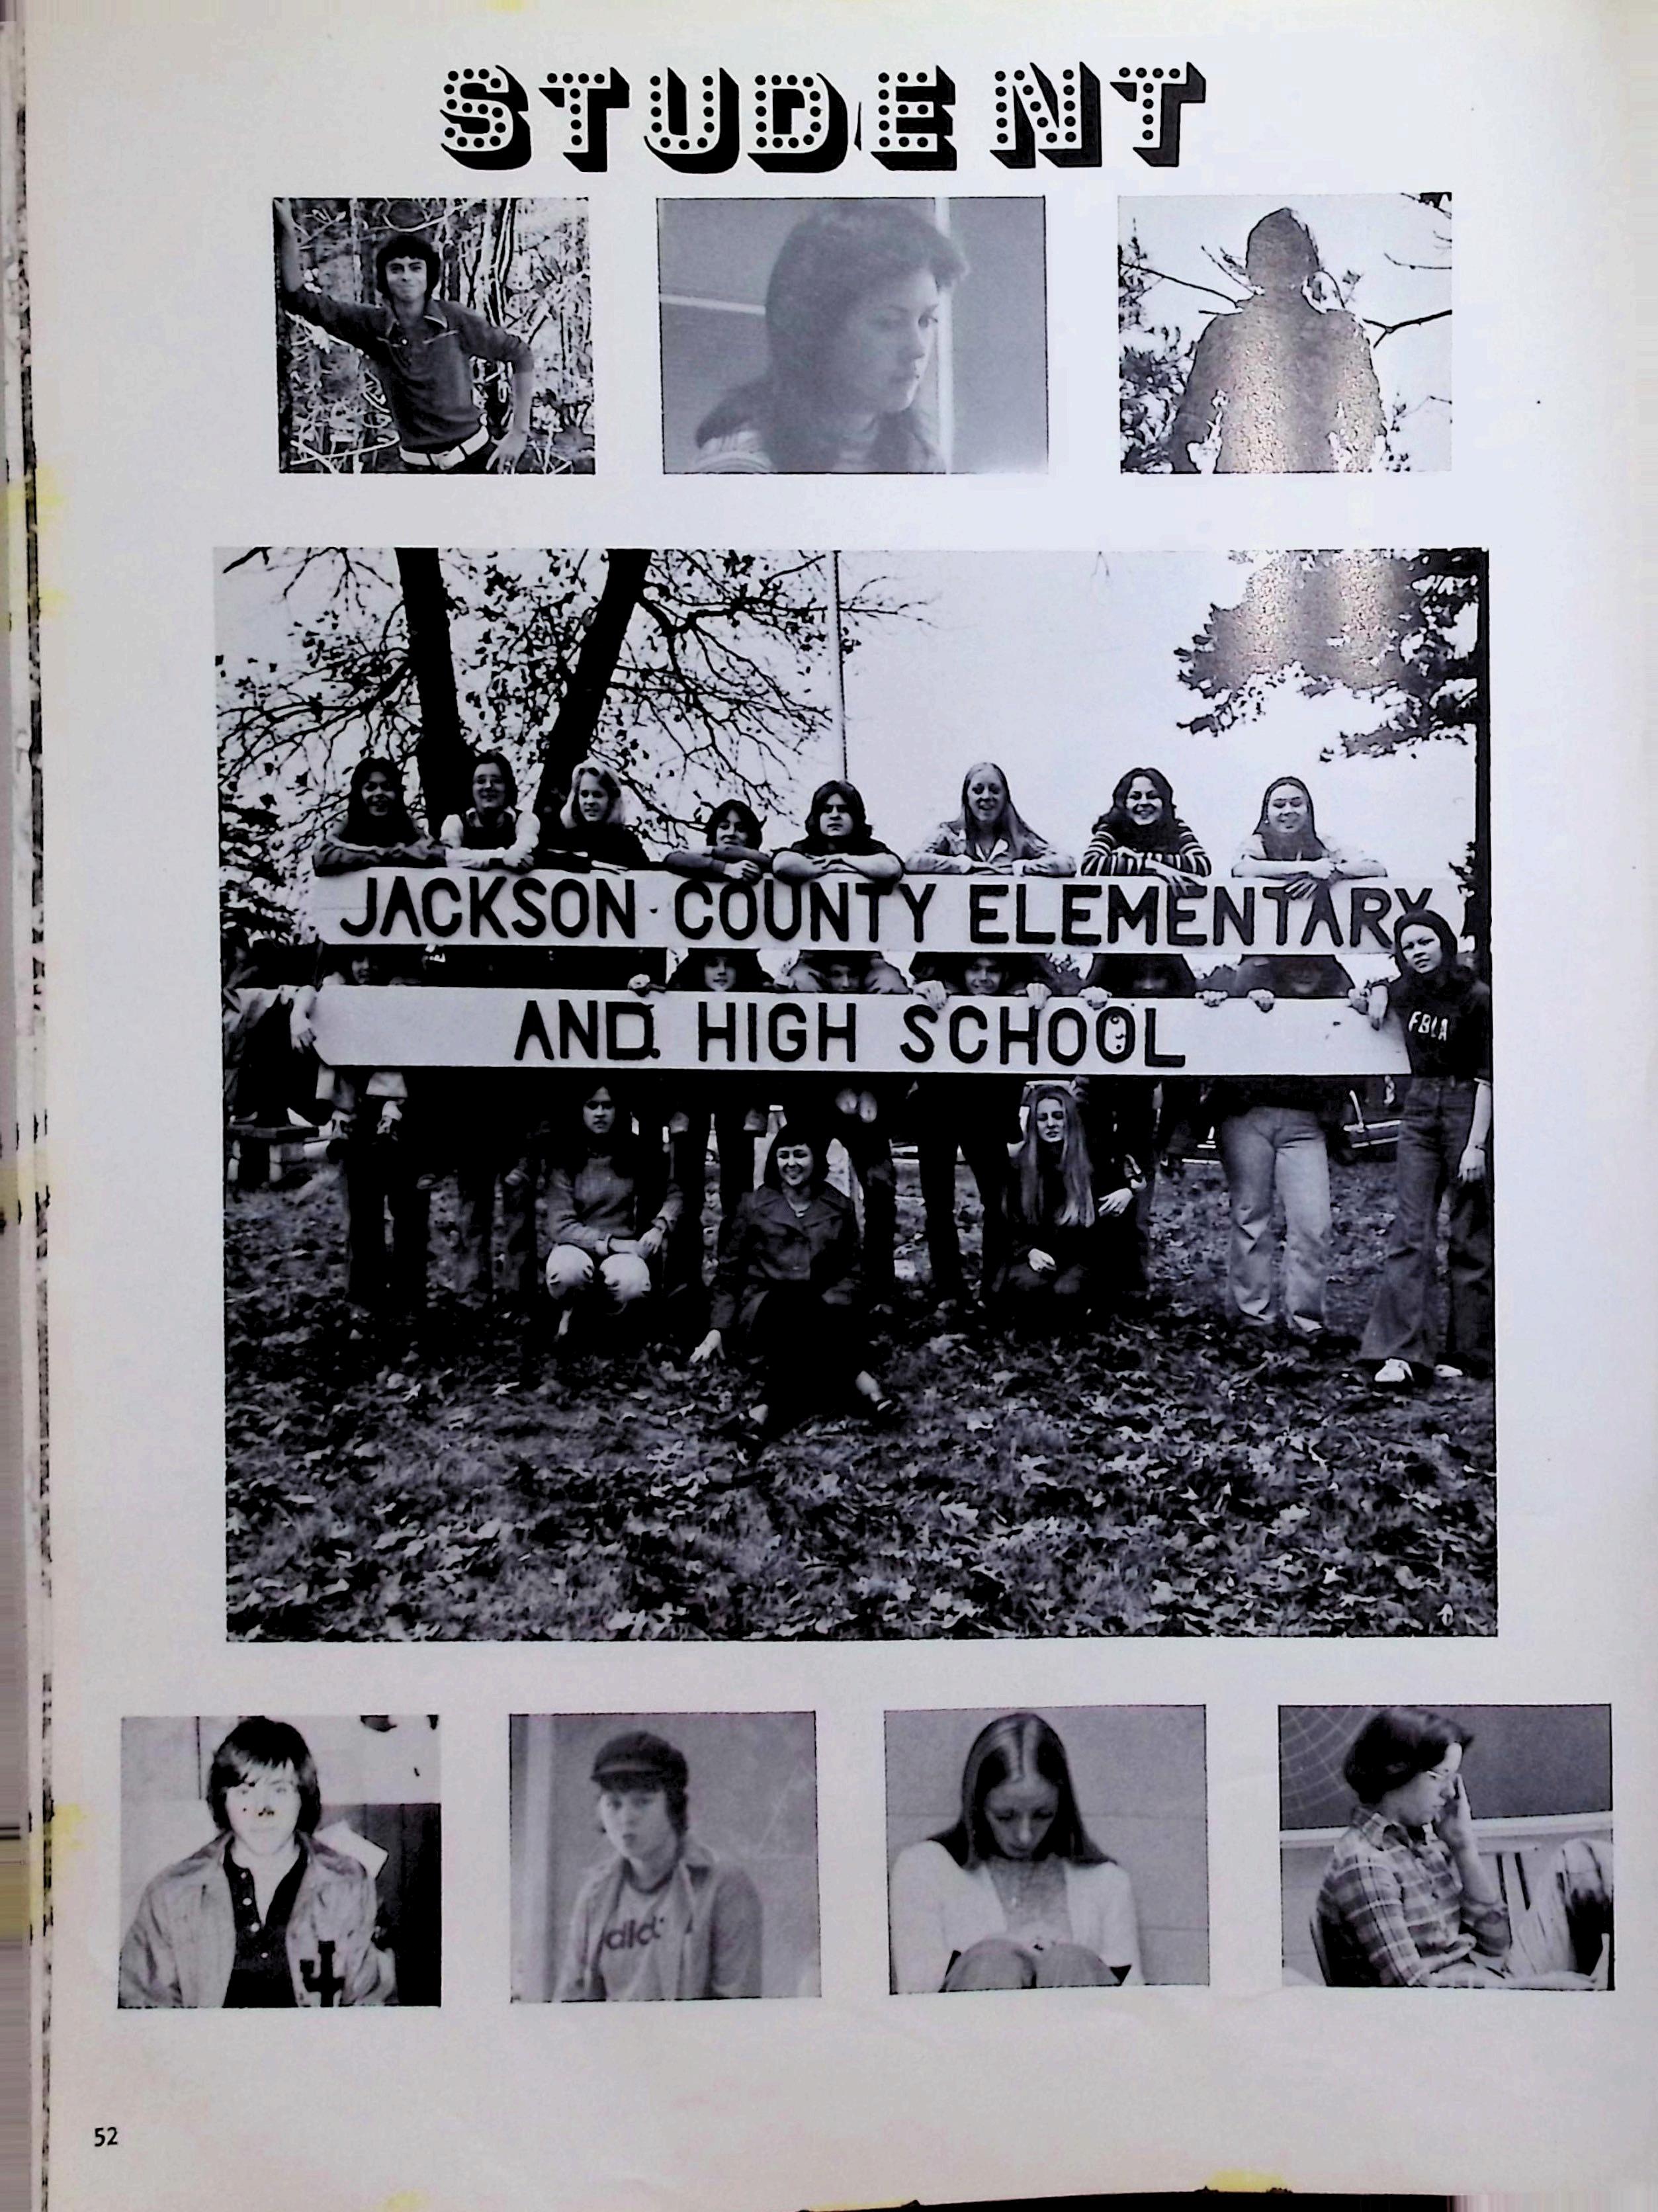 STUDENT
JACKSON COUNTY ELEMENTARY
AND HIGH SCHOOL
FBLA
52